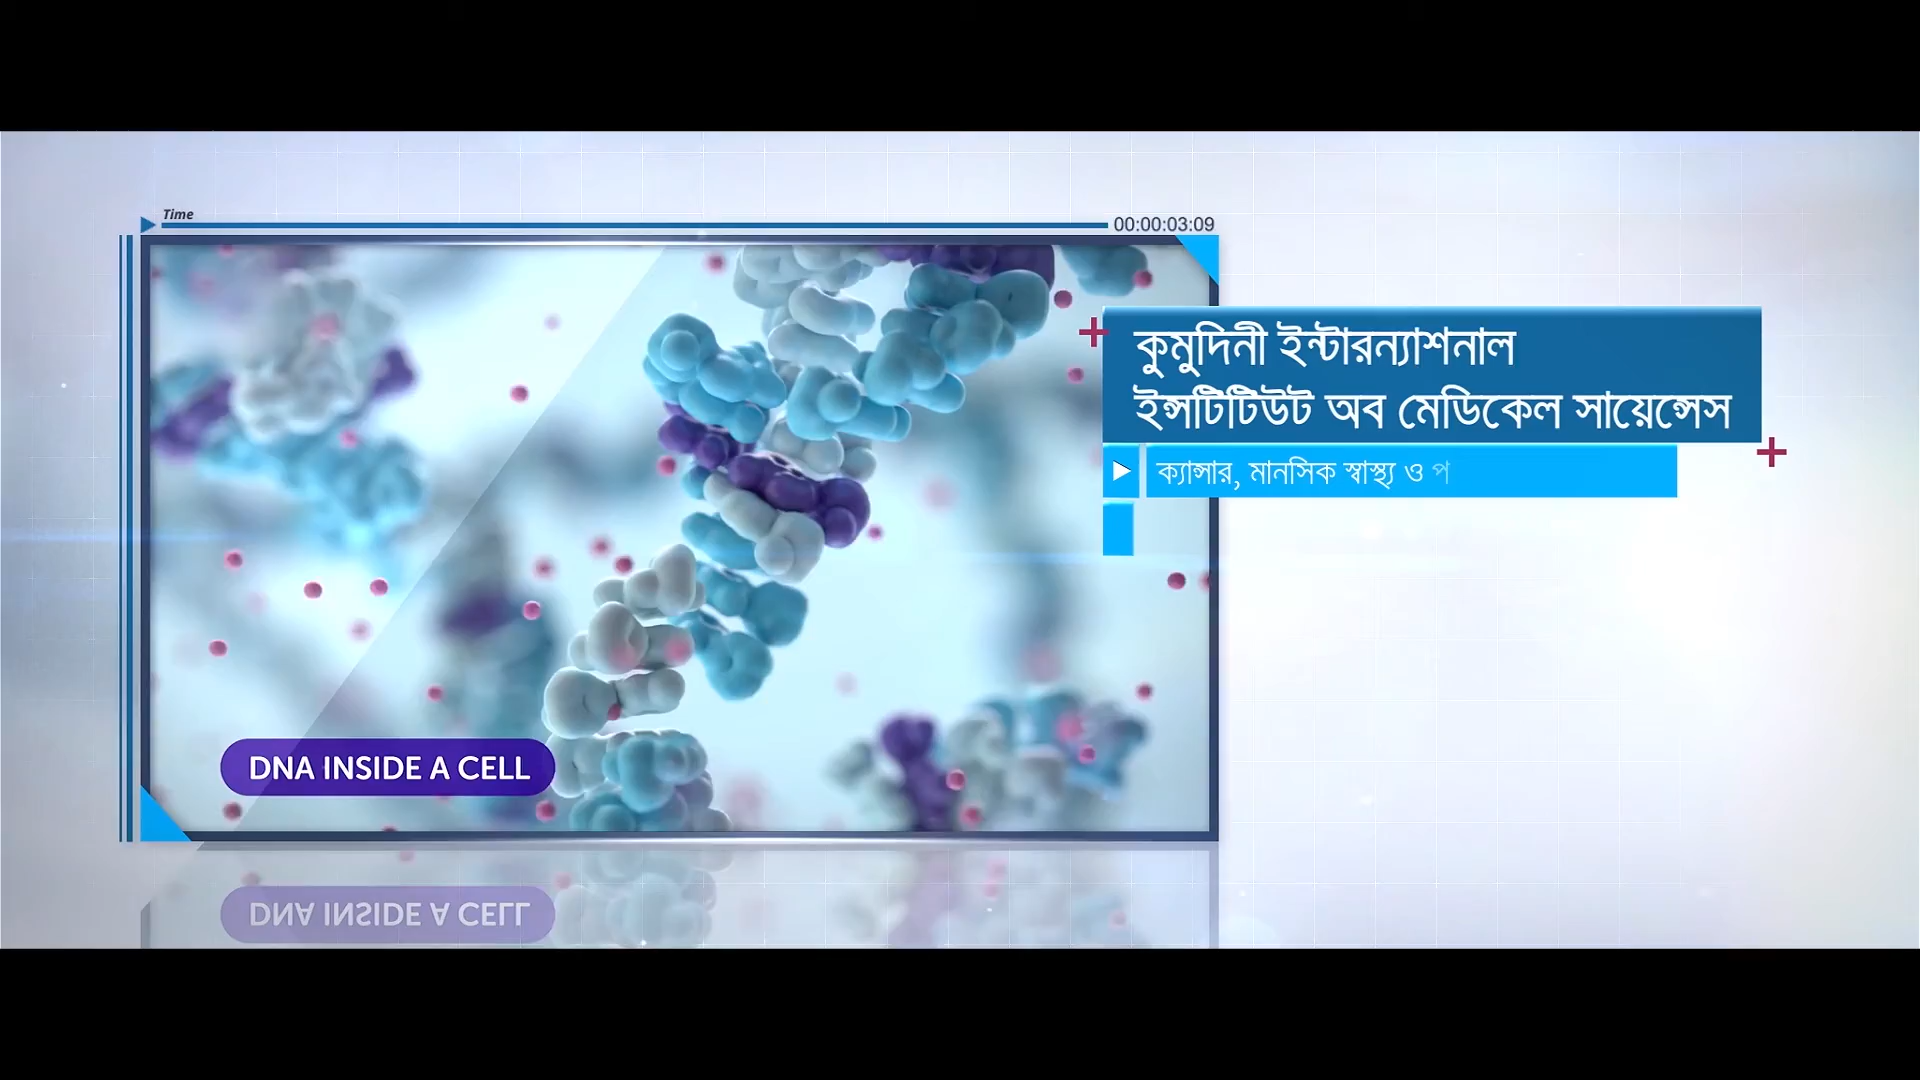 Time
00:00:03:09
কুমুদিনী ইন্টারন্যাশনাল
ইন্সটিটিউট অব মেডিকেল সায়েন্সেস
ক্যান্সার, মানসিক স্বাস্থ্য ও প
DNA INSIDE A CELL
DNA INSIDE A CELL